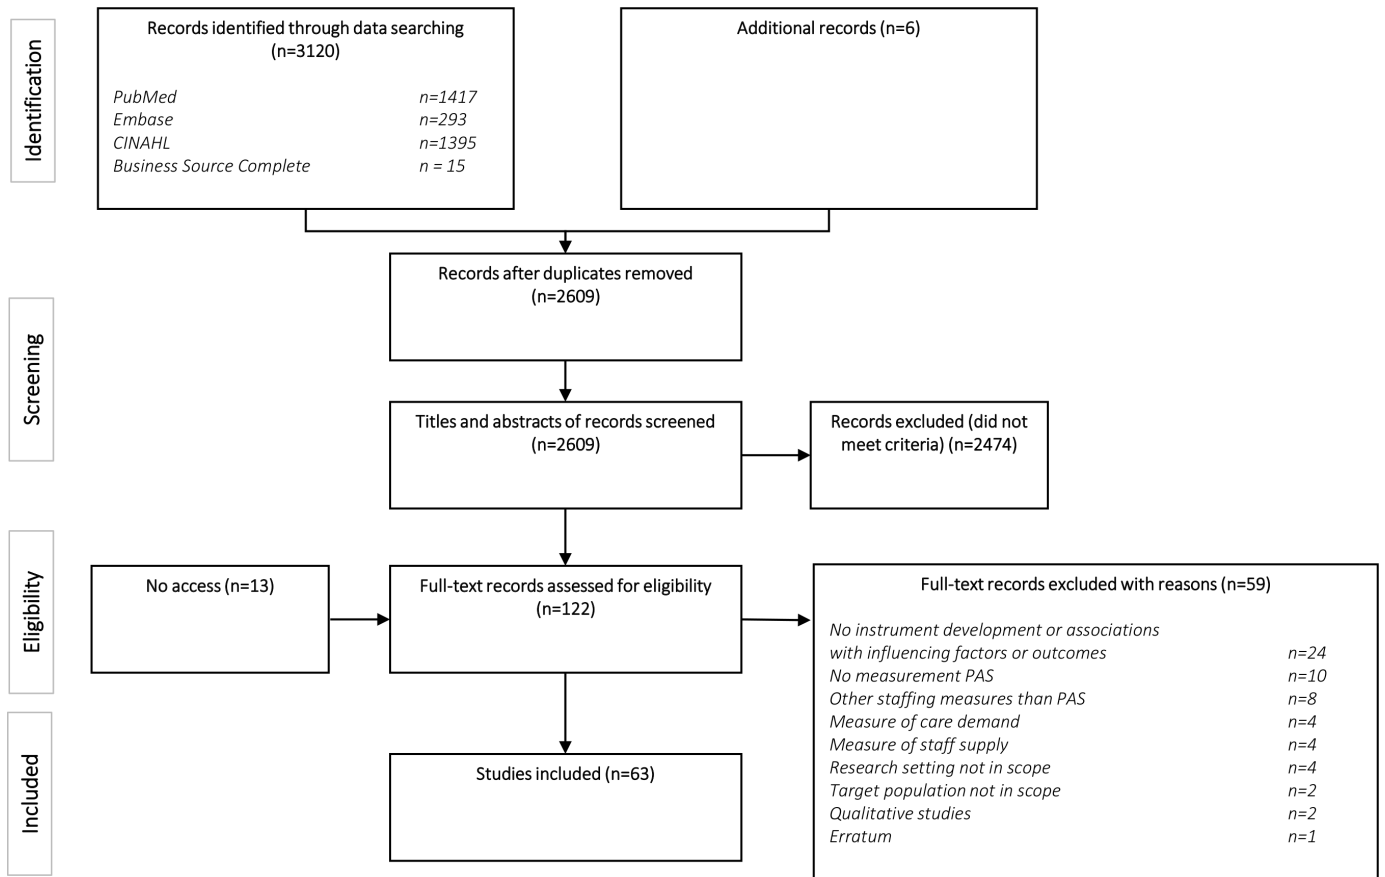 Identification
Records identified through data searching
(n=3120)
PubMed n=1417
Embase n=293
CINAHL n=1395
Business Source Complete n = 15
Additional records (n=6)
Screening
Records after duplicates removed
(n=2609)
Titles and abstracts of records screened
(n=2609)
Records excluded (did not
meet criteria) (n=2474)
Eligibility
No access (n=13)
Full-text records assessed for eligibility
(n=122)
Full-text records excluded with reasons (n=59)
No instrument development or associations
with influencing factors or outcomes n=24
No measurement PAS n=10
Other staffing measures than PAS n=8
Measure of care demand n=4
Measure of staff supply n=4
Research setting not in scope n=4
Target population not in scope n=2
Qualitative studies n=2
Erratum n=1
Included
Studies included (n=63)